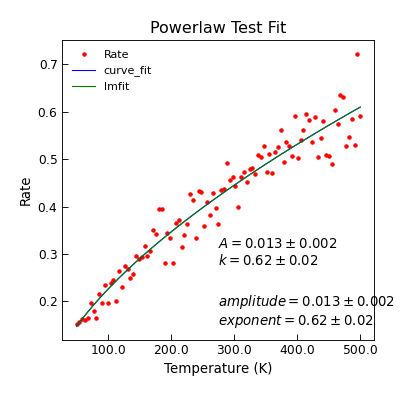 Powerlaw Test Fit
Rate
curve_fit
lmfit
0.7
0.6
0.5
0.4
0.3
0.2
Rate
A = 0.013 ± 0.002
k = 0.62 ± 0.02
amplitude = 0.013 ± 0.002
exponent = 0.62 ± 0.02
100.0 200.0 300.0 400.0 500.0
Temperature (K)